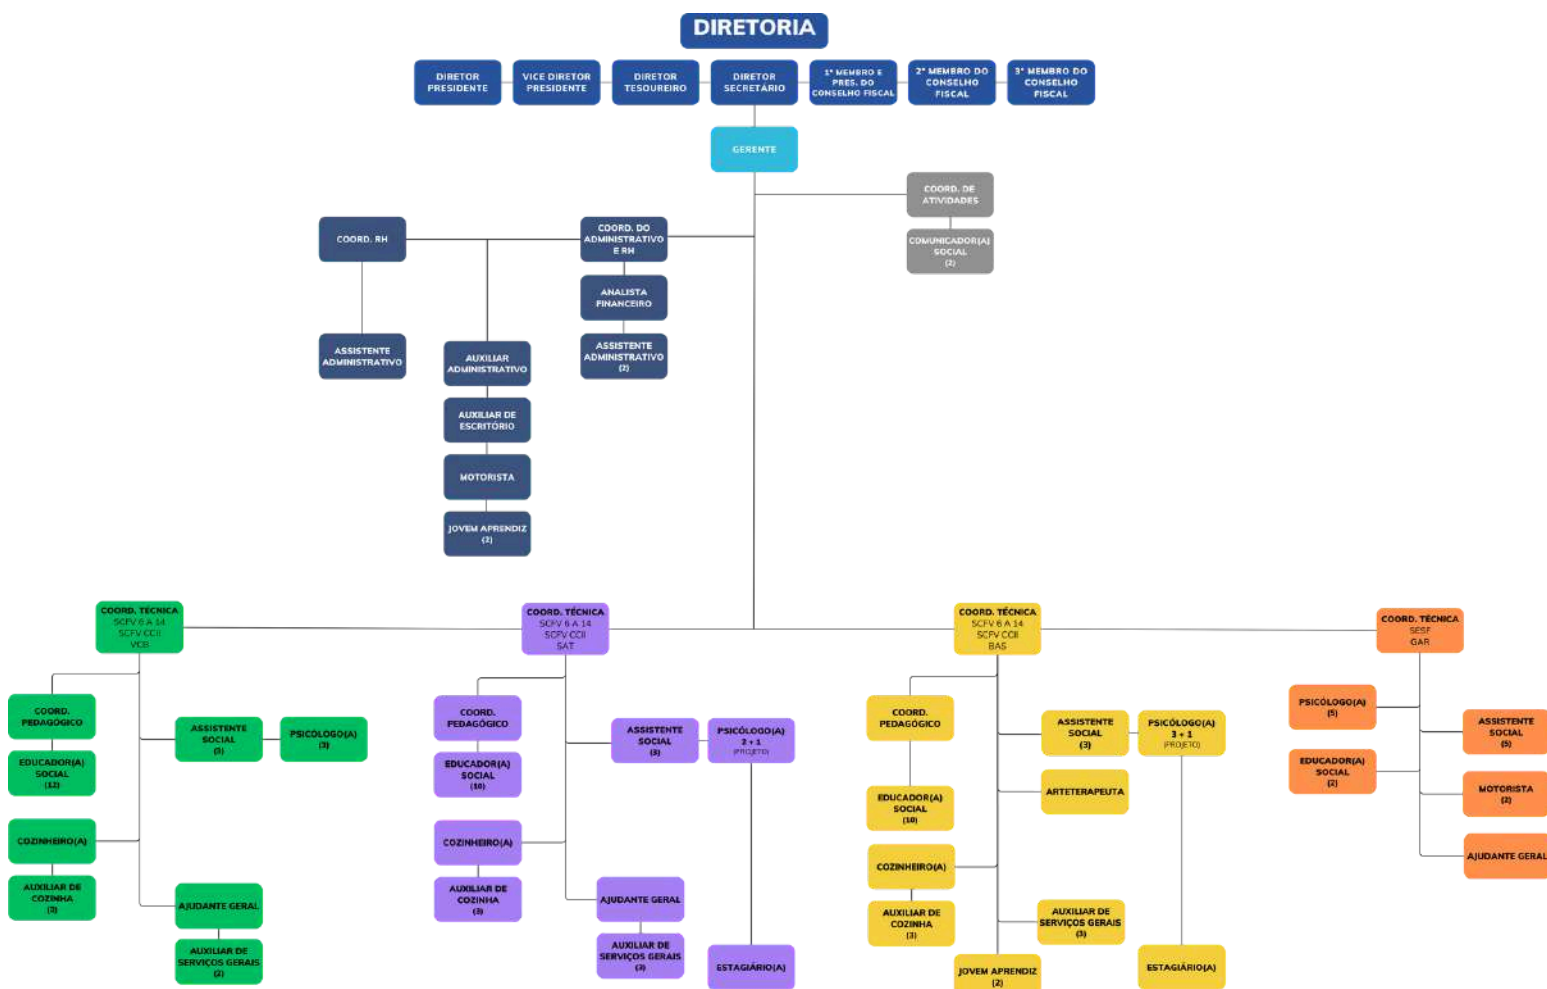 DIRETORIA
DIRETOR
PRESIDENTE
VICE DIRETOR
PRESIDENTE
DIRETOR
TESOUREIRO
DIRETOR
SECRETÁRIO
1º MEMBRO E
PRES. DO
CONSELHO FISCAL
2º MEMBRO DO
CONSELHO
FISCAL
3º MEMBRO DO
CONSELHO
FISCAL
GERENTE
COORD. DE
ATIVIDADES
COMUNICADOR(A)
SOCIAL
(2)
COORD. RH
ASSISTENTE
ADMINISTRATIVO
COORD. DO
ADMINISTRATIVO
E RH
ANALISTA
FINANCEIRO
ASSISTENTE
ADMINISTRATIVO
(2)
AUXILIAR
ADMINISTRATIVO
AUXILIAR DE
ESCRITÓRIO
MOTORISTA
JOVEM APRENDIZ
(2)
COORD. TÉCNICA
SCFV 6 A 14
SCFV CCII
VCB
COORD.
PEDAGÓGICO
EDUCADOR(A)
SOCIAL
(12)
ASSISTENTE
SOCIAL
(3)
PSICÓLOGO(A)
(3)
COZINHEIRO(A)
AUXILIAR DE
COZINHA
(3)
AJUDANTE GERAL
AUXILIAR DE
SERVIÇOS GERAIS
(2)
COORD. TÉCNICA
SCFV 6 A 14
SCFV CCII
SAT
COORD.
PEDAGÓGICO
EDUCADOR(A)
SOCIAL
(10)
ASSISTENTE
SOCIAL
(3)
PSICÓLOGO(A)
2 + 1
(PROJETO)
COZINHEIRO(A)
AUXILIAR DE
COZINHA
(3)
AJUDANTE GERAL
AUXILIAR DE
SERVIÇOS GERAIS
(3)
ESTAGIÁRIO(A)
COORD. TÉCNICA
SCFV 6 A 14
SCFV CCII
BAS
COORD.
PEDAGÓGICO
EDUCADOR(A)
SOCIAL
(10)
ASSISTENTE
SOCIAL
(3)
PSICÓLOGO(A)
3 + 1
(PROJETO)
ARTETERAPEUTA
COZINHEIRO(A)
AUXILIAR DE
COZINHA
(3)
AUXILIAR DE
SERVIÇOS GERAIS
(3)
JOVEM APRENDIZ
(2)
ESTAGIÁRIO(A)
COORD. TÉCNICA
SESF
GAR
PSICÓLOGO(A)
(5)
ASSISTENTE
SOCIAL
(5)
EDUCADOR(A)
SOCIAL
(2)
MOTORISTA
(2)
AJUDANTE GERAL